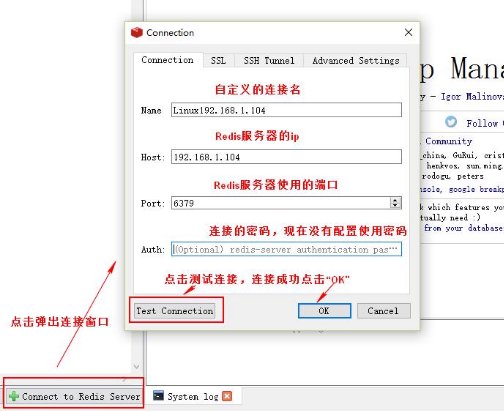 Connection
Connection
SSL
SSH Tunnel
Advanced Settings
自定义的连接名
Name
Linux192.168.1.104
Redis服务器的ip
Host:
192.168.1.104
Redis服务器使用的端口
Port:
6379
连接的密码，现在没有配置使用密码
Auth:
(Optional) redis-server authentication pas…
点击测试连接，连接成功点击“OK”
Test Connection
OK
Cancel
点击弹出连接窗口
Connect to Redis Server
System log
p Mana
y - Igor Malinova
Follow
Community
china, GuRui, crist
henkvos, sun.ming.
rodogu, peters
nsole, google breakp
k which features you
tually need :)
from your database